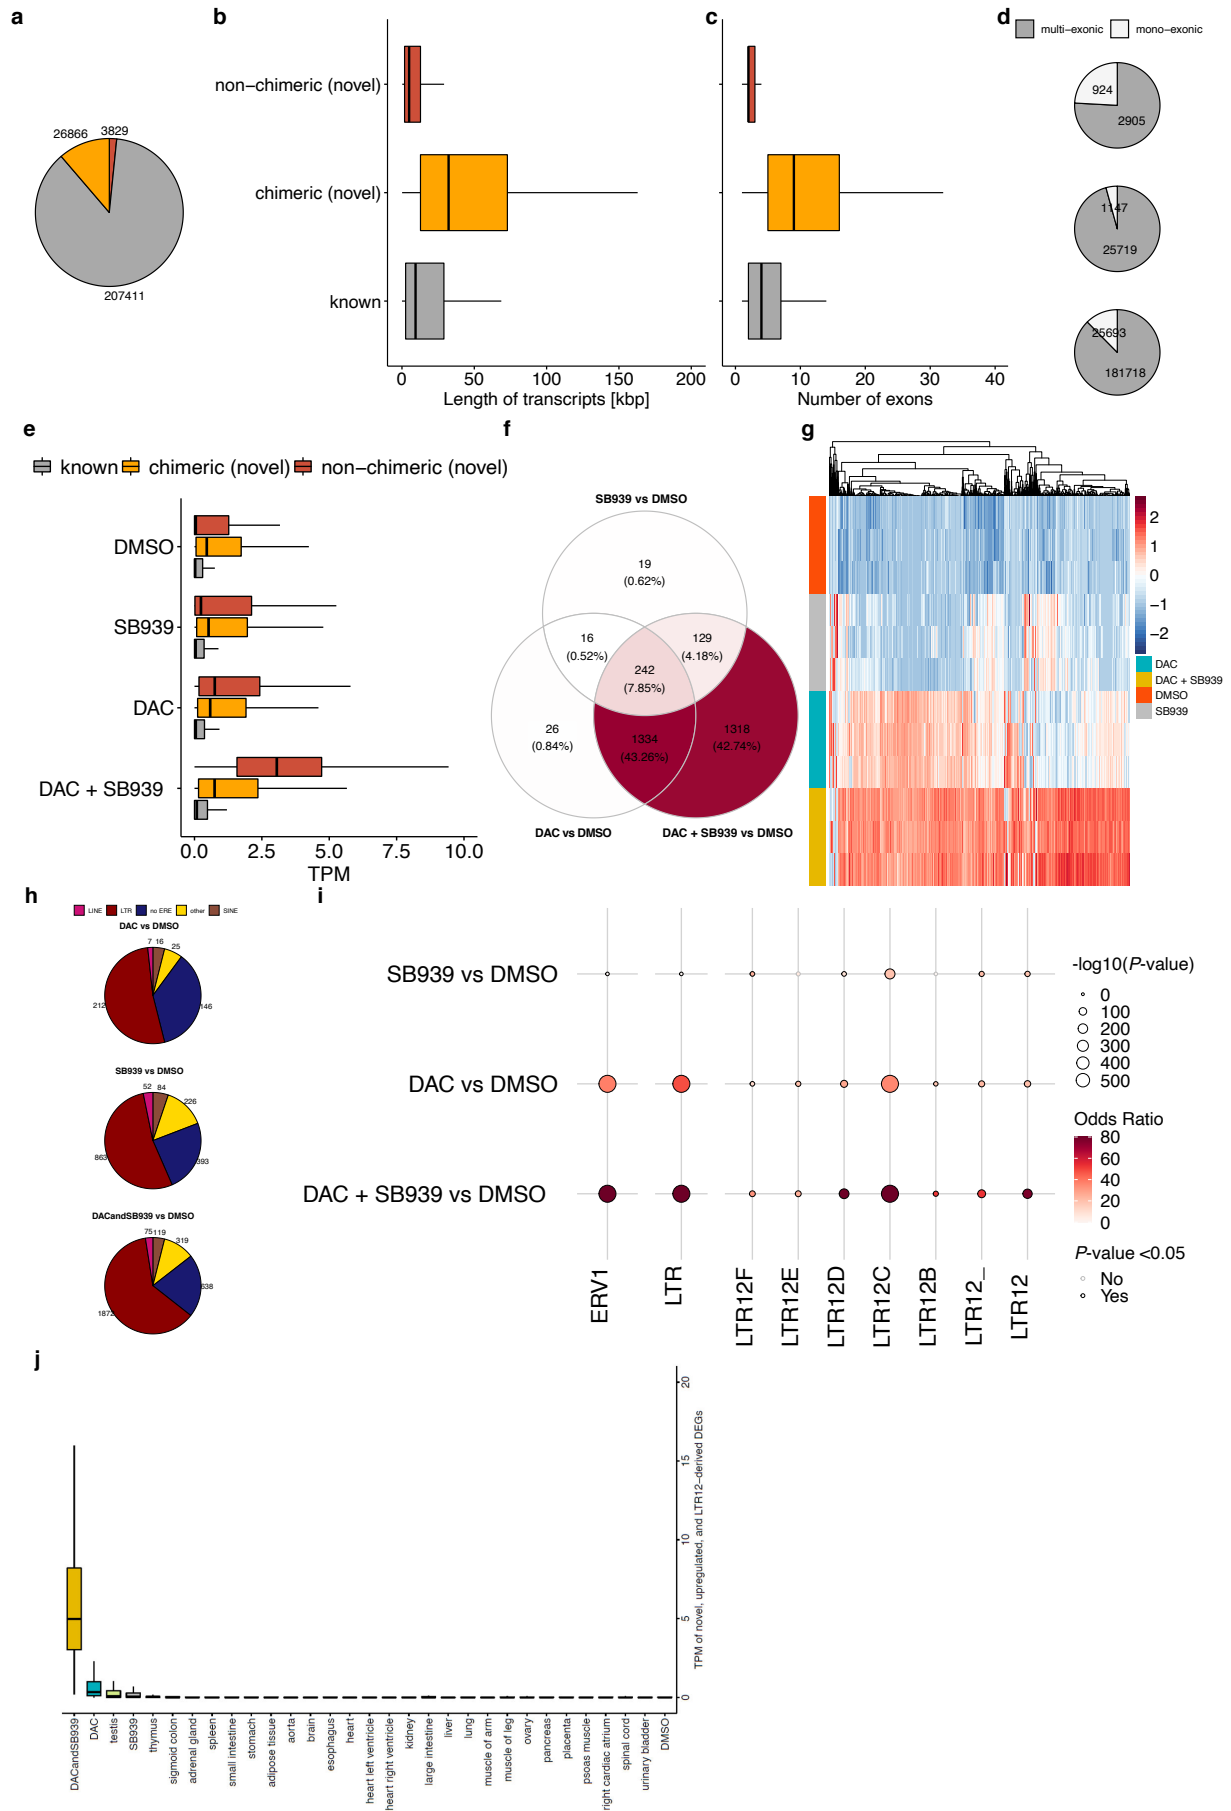 a
26866
3829
207411
b
non−chimeric (novel)
chimeric (novel)
known
0 50 100 150 200
Length of transcripts [kbp]
c
0 10 20 30 40
Number of exons
d
multi−exonic mono−exonic
924
2905
1147
25719
25693
181718
e
known chimeric (novel) non−chimeric (novel)
DMSO
SB939
DAC
DAC + SB939
0.0 2.5 5.0 7.5 10.0
TPM
f
SB939 vs DMSO
19
(0.62%)
16
(0.52%)
129
(4.18%)
242
(7.85%)
26
(0.84%)
1334
(43.26%)
1318
(42.74%)
DAC vs DMSO
DAC + SB939 vs DMSO
g
2
1
0
−1
−2
DAC
DAC + SB939
DMSO
SB939
h
LINE LTR no ERE other SINE
DAC vs DMSO
7 16 25
212
146
SB939 vs DMSO
52 84
226
863
393
DACandSB939 vs DMSO
75 119
319
1872
638
i
SB939 vs DMSO
DAC vs DMSO
DAC + SB939 vs DMSO
ERV1
LTR
LTR12F
LTR12E
LTR12D
LTR12C
LTR12B
LTR12_
LTR12
-log10(P-value)
0
100
200
300
400
500
Odds Ratio
80
60
40
20
0
P-value <0.05
No
Yes
j
20
15
10
5
0
TPM of novel, upregulated, and LTR12−derived DEGs
DACandSB939
DAC
testis
SB939
thymus
sigmoid colon
adrenal gland
spleen
small intestine
stomach
adipose tissue
aorta
brain
esophagus
heart
heart left ventricle
heart right ventricle
kidney
large intestine
liver
lung
muscle of arm
muscle of leg
ovary
pancreas
placenta
psoas muscle
right cardiac atrium
spinal cord
urinary bladder
DMSO